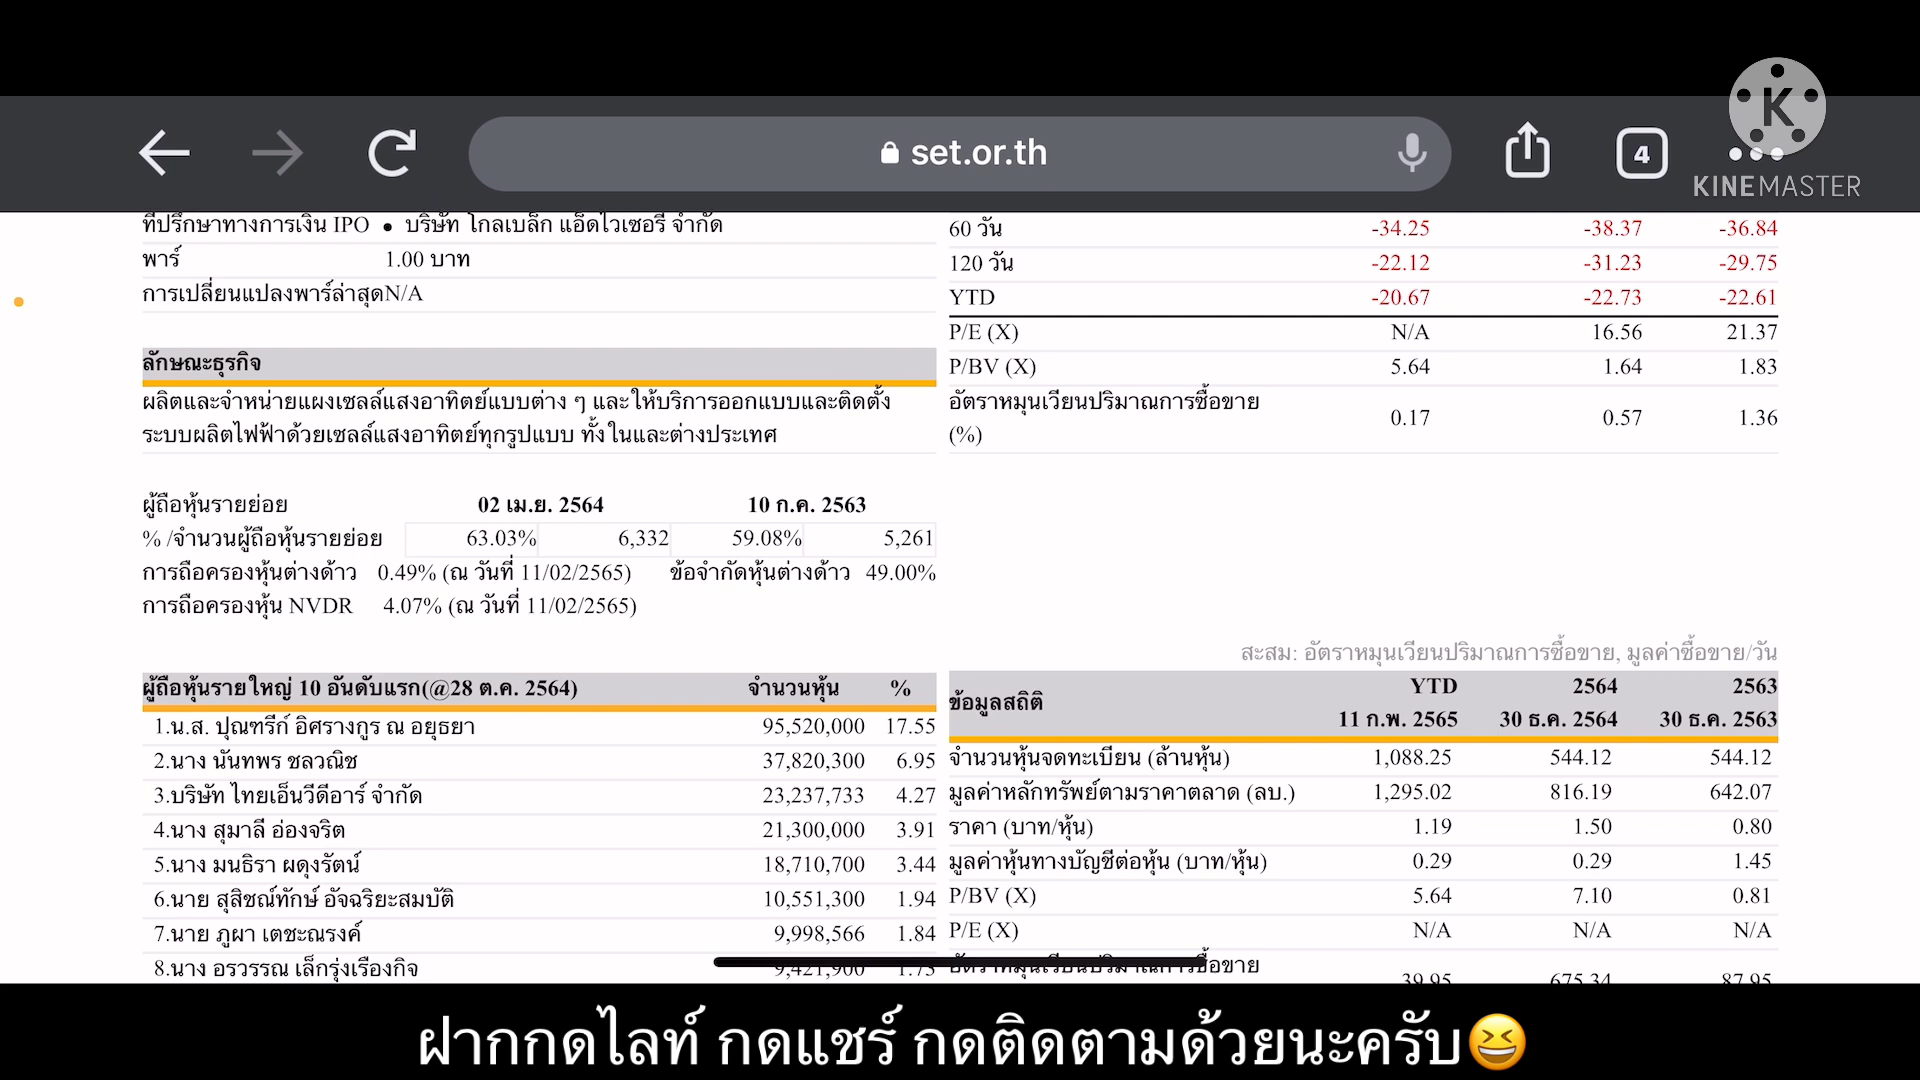 set.or.th
4
K
KINEMASTER
ที่ปรึกษาทางการเงิน IPO • บริษัท โกลเบล็ก แอ็ดไวเซอรี่ จำกัด
พาร์ 1.00 บาท
การเปลี่ยนแปลงพาร์ล่าสุดN/A
ลักษณะธุรกิจ
ผลิตและจำหน่ายแผงเซลล์แสงอาทิตย์แบบต่าง ๆ และให้บริการออกแบบและติดตั้ง
ระบบผลิตไฟฟ้าด้วยเซลล์แสงอาทิตย์ทุกรูปแบบ ทั้งในและต่างประเทศ
60 วัน -34.25 -38.37 -36.84
120 วัน -22.12 -31.23 -29.75
YTD -20.67 -22.73 -22.61
P/E (X) N/A 16.56 21.37
P/BV (X) 5.64 1.64 1.83
อัตราหมุนเวียนปริมาณการซื้อขาย
(%) 0.17 0.57 1.36
ผู้ถือหุ้นรายย่อย 02 เม.ย. 2564 10 ก.ค. 2563
% /จำนวนผู้ถือหุ้นรายย่อย 63.03% 6,332 59.08% 5,261
การถือครองหุ้นต่างด้าว 0.49% (ณ วันที่ 11/02/2565) ข้อจำกัดหุ้นต่างด้าว 49.00%
การถือครองหุ้น NVDR 4.07% (ณ วันที่ 11/02/2565)
ผู้ถือหุ้นรายใหญ่ 10 อันดับแรก(@28 ต.ค. 2564) จำนวนหุ้น %
1.น.ส. ปุณฑรีก์ อิศรางกูร ณ อยุธยา 95,520,000 17.55
2.นาง นันทพร ชลวณิช 37,820,300 6.95
3.บริษัท ไทยเอ็นวีดีอาร์ จำกัด 23,237,733 4.27
4.นาง สุมาลี อ่องจริต 21,300,000 3.91
5.นาง มนธิรา ผดุงรัตน์ 18,710,700 3.44
6.นาย สุสิชณ์ทักษ์ อัจฉริยะสมบัติ 10,551,300 1.94
7.นาย ภูผา เตชะณรงค์ 9,998,566 1.84
8.นาง อรวรรณ เล็กรุ่งเรืองกิจ 9,421,900 1.73
สะสม: อัตราหมุนเวียนปริมาณการซื้อขาย, มูลค่าซื้อขาย/วัน
ข้อมูลสถิติ YTD 2564 2563
11 ก.พ. 2565 30 ธ.ค. 2564 30 ธ.ค. 2563
จำนวนหุ้นจดทะเบียน (ล้านหุ้น) 1,088.25 544.12 544.12
มูลค่าหลักทรัพย์ตามราคาตลาด (ลบ.) 1,295.02 816.19 642.07
ราคา (บาท/หุ้น) 1.19 1.50 0.80
มูลค่าหุ้นทางบัญชีต่อหุ้น (บาท/หุ้น) 0.29 0.29 1.45
P/BV (X) 5.64 7.10 0.81
P/E (X) N/A N/A N/A
อัตราหมุนเวียนปริมาณการซื้อขาย
39.95 675.34 87.95
ฝากกดไลท์ กดแชร์ กดติดตามด้วยนะครับ😆